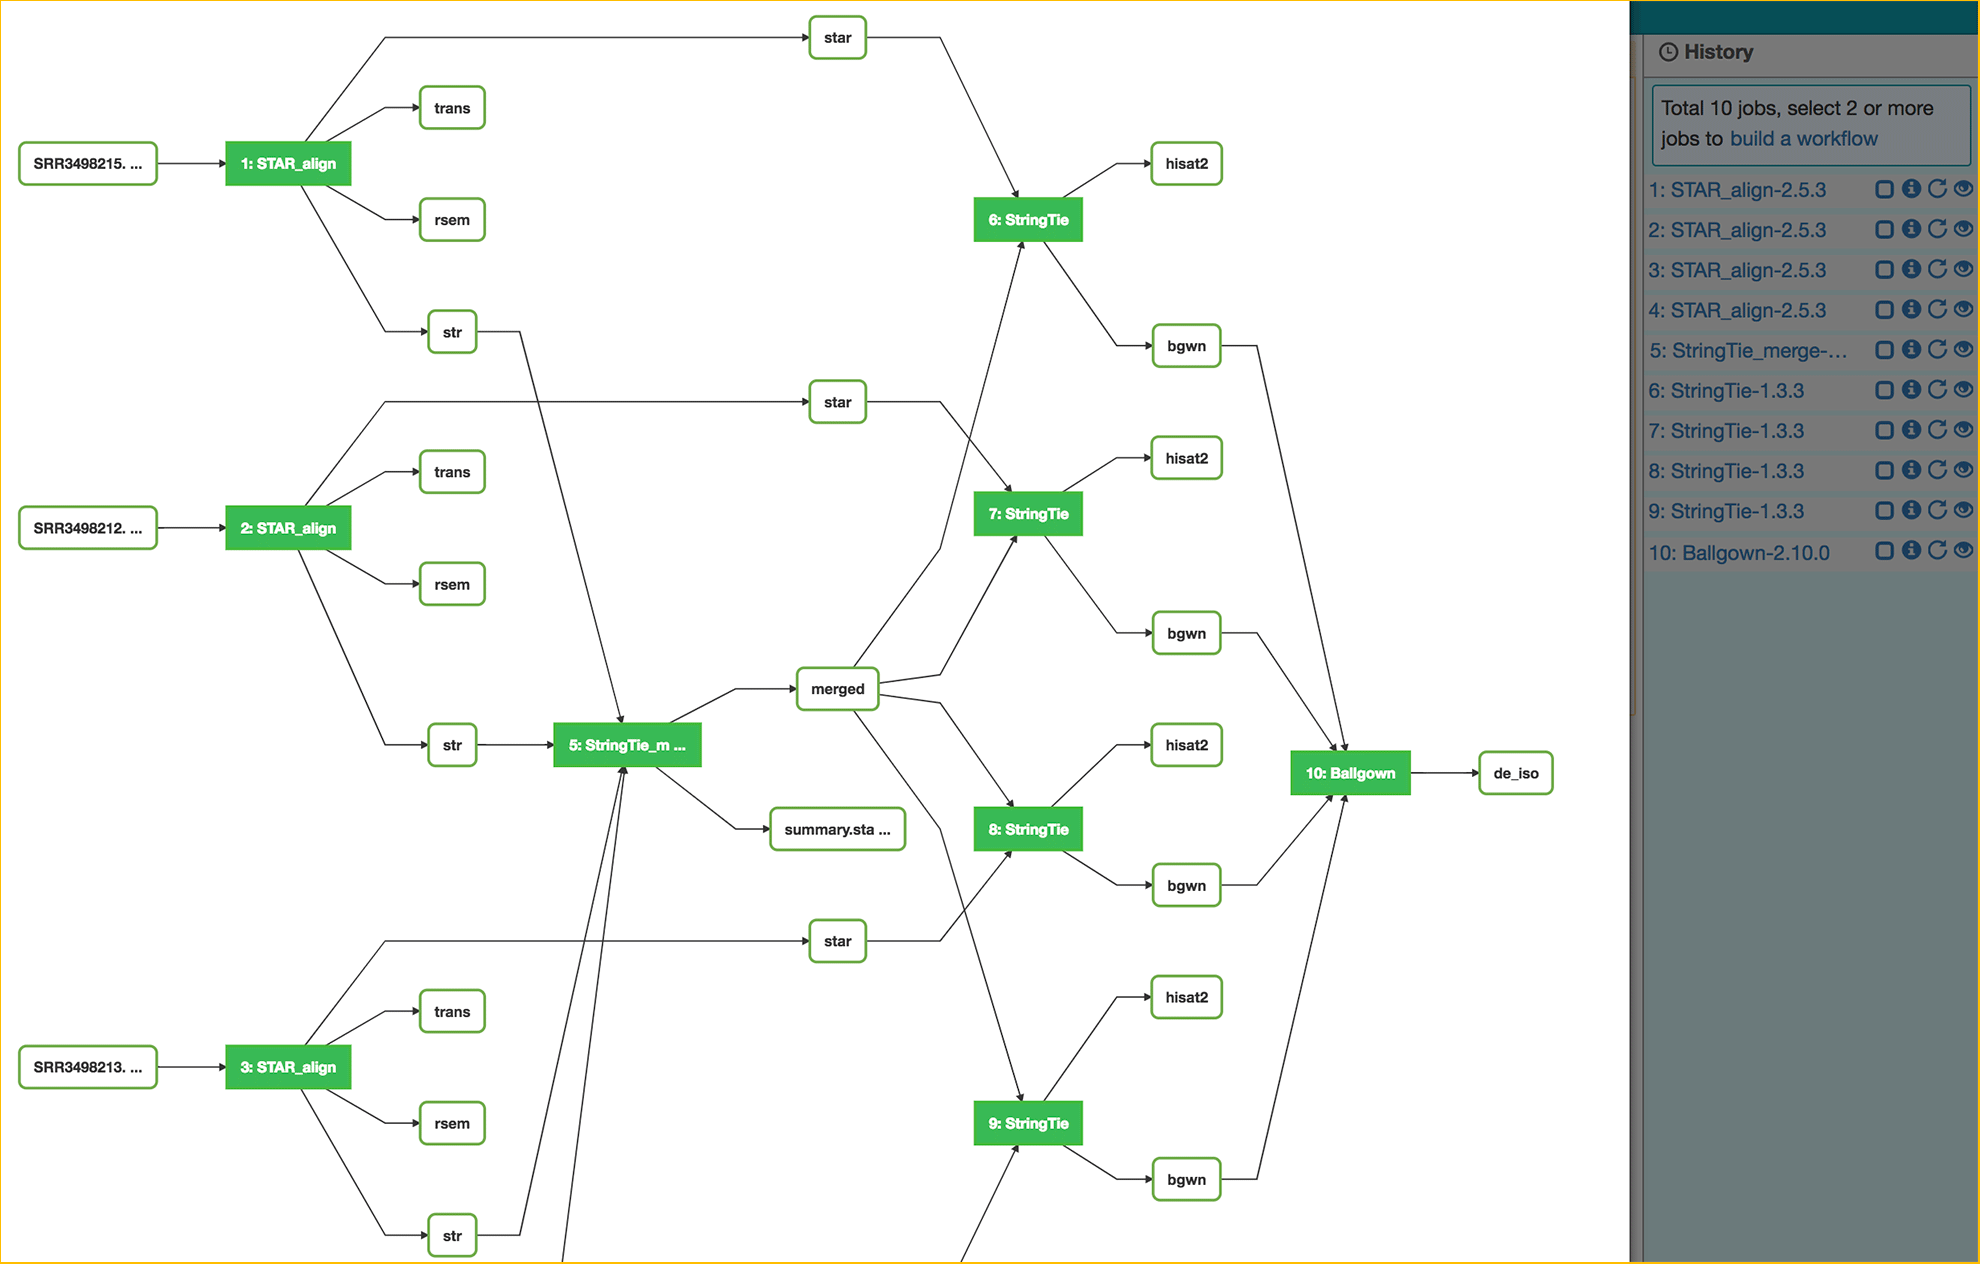 star
trans
SRR3498215. ...
1: STAR_align
hisat2
rsem
6: StringTie
str
bgwn
star
trans
hisat2
SRR3498212. ...
2: STAR_align
7: StringTie
rsem
bgwn
merged
str
5: StringTie_m ...
hisat2
10: Ballgown
de_iso
summary.sta ...
8: StringTie
bgwn
star
trans
hisat2
SRR3498213. ...
3: STAR_align
rsem
9: StringTie
bgwn
str
History
Total 10 jobs, select 2 or more
jobs to build a workflow
1: STAR_align-2.5.3
2: STAR_align-2.5.3
3: STAR_align-2.5.3
4: STAR_align-2.5.3
5: StringTie_merge-...
6: StringTie-1.3.3
7: StringTie-1.3.3
8: StringTie-1.3.3
9: StringTie-1.3.3
10: Ballgown-2.10.0